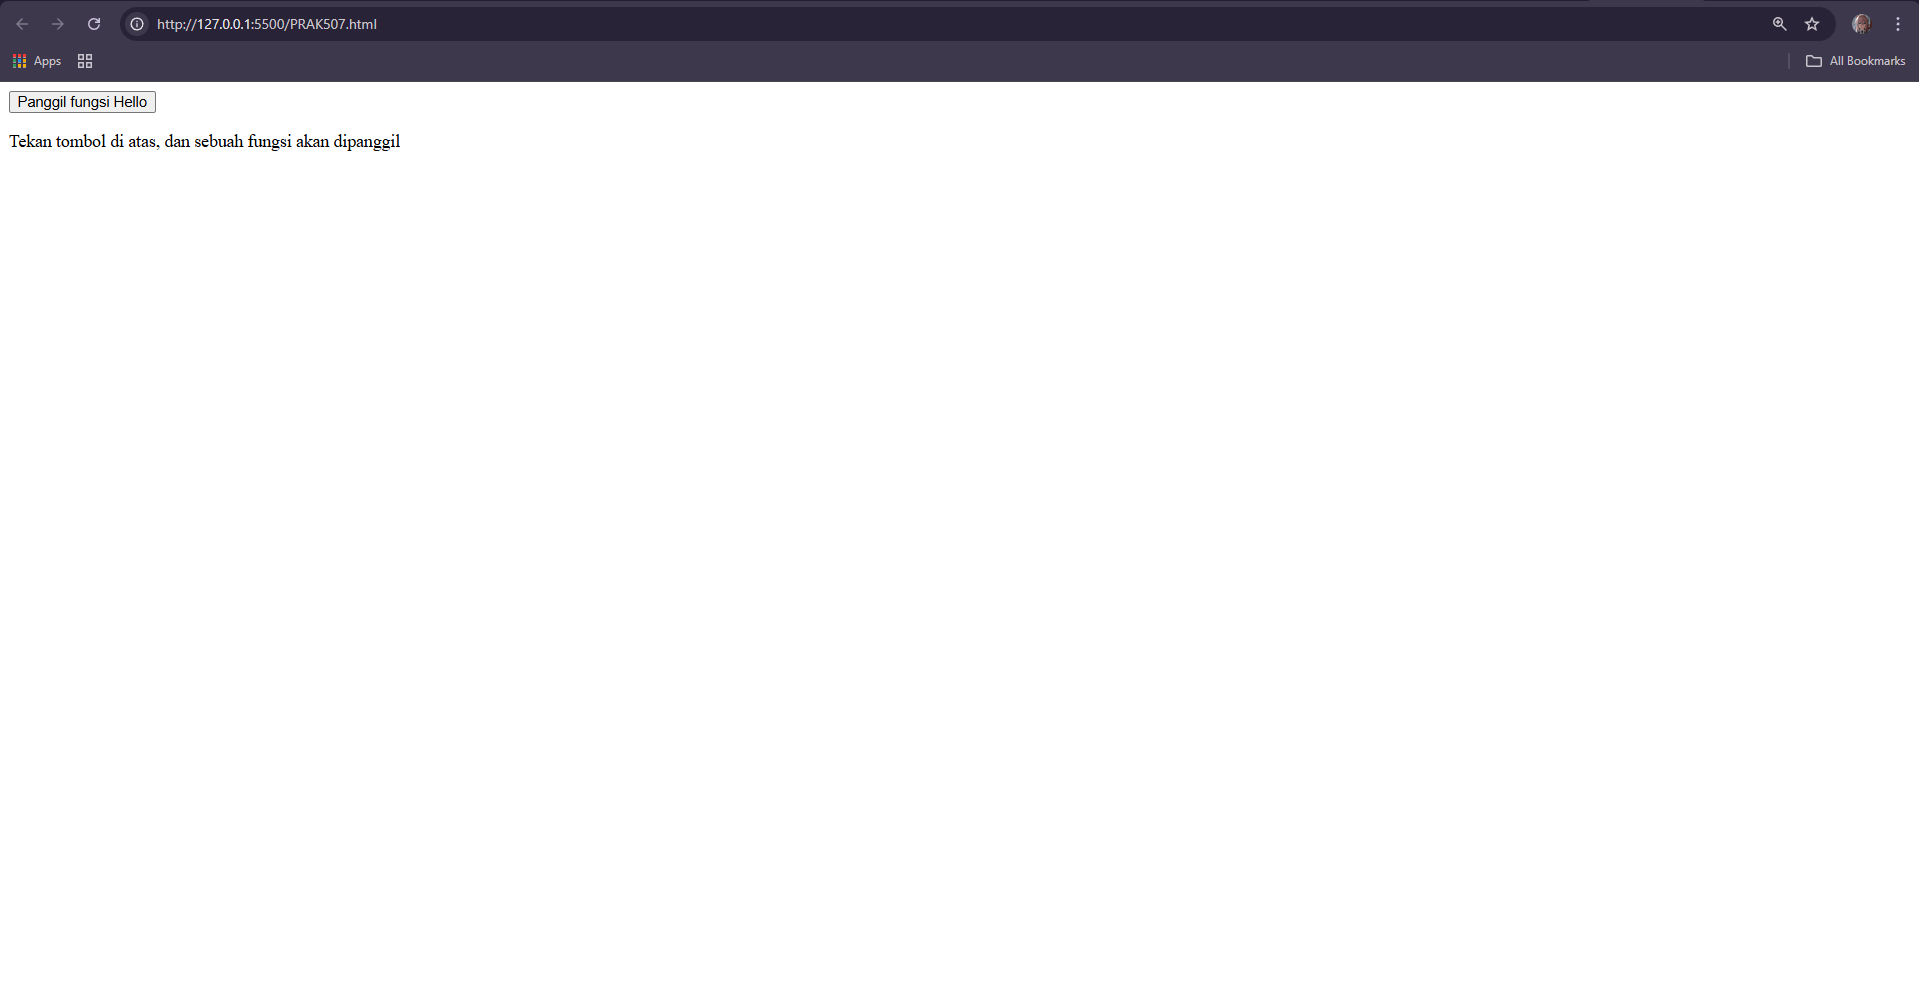 http://127.0.0.1:5500/PRAK507.html
Apps
All Bookmarks
Panggil fungsi Hello
Tekan tombol di atas, dan sebuah fungsi akan dipanggil